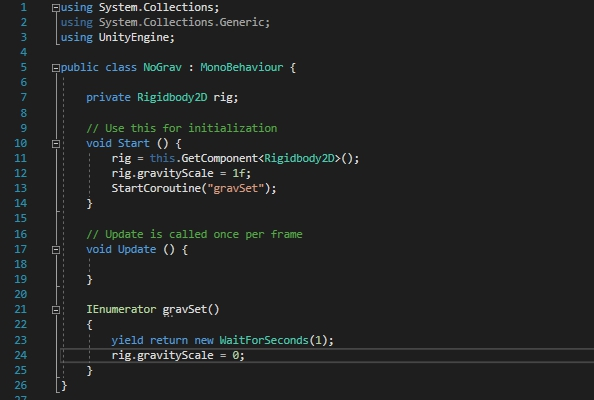 1 using System.Collections;
2 using System.Collections.Generic;
3 using UnityEngine;
4
5 public class NoGrav : MonoBehaviour {
6
7 private Rigidbody2D rig;
8
9 // Use this for initialization
10 void Start () {
11 rig = this.GetComponent<Rigidbody2D>();
12 rig.gravityScale = 1f;
13 StartCoroutine("gravSet");
14 }
15
16 // Update is called once per frame
17 void Update () {
18
19 }
20
21 IEnumerator gravSet()
22 {
23 yield return new WaitForSeconds(1);
24 rig.gravityScale = 0;
25 }
26 }
27